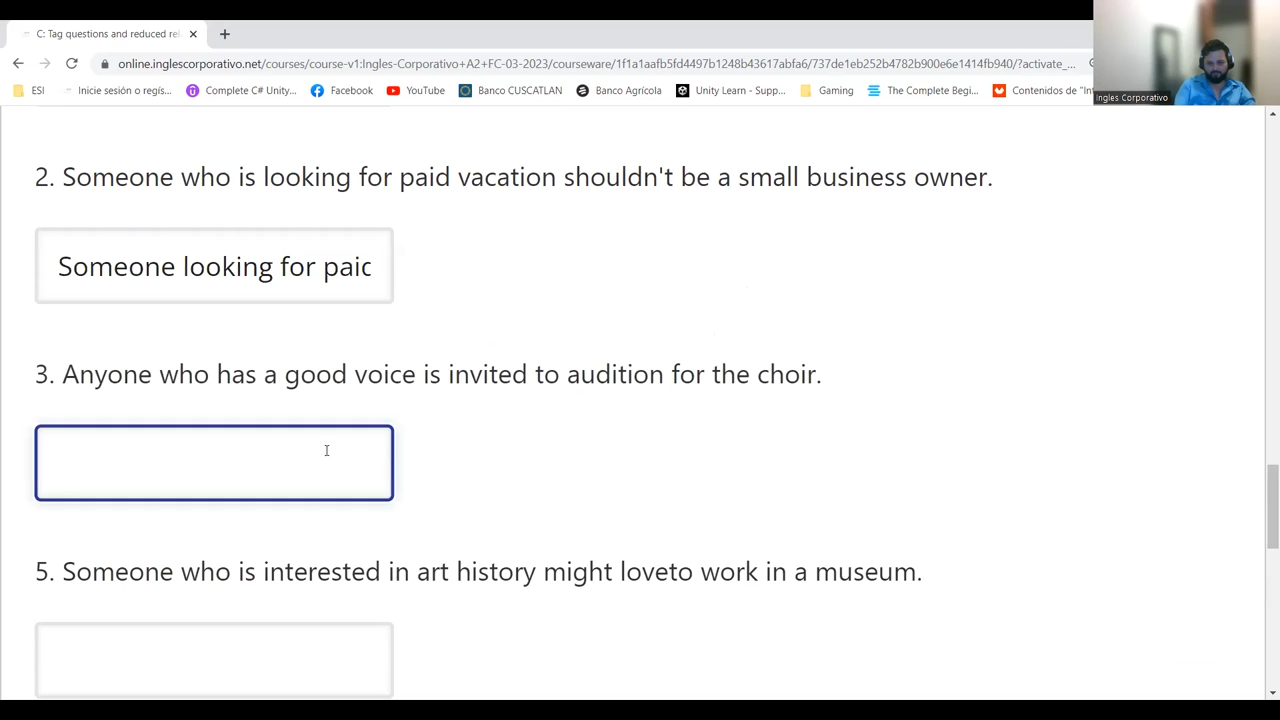 C: Tag questions and reduced rel
online.inglescorporativo.net/courses/course-v1:Ingles-Corporativo+A2+FC-03-2023/courseware/1f1a1aafb5fd4497b1248b43617abfa6/737de1eb252b4782b900e6e1414fb940/?activate_...
ESI Inicie sesión o regís... Complete C# Unity... Facebook YouTube Banco CUSCATLAN Banco Agrícola Unity Learn - Supp... Gaming The Complete Begi... Contenidos de "Int
Ingles Corporativo
2. Someone who is looking for paid vacation shouldn't be a small business owner.
Someone looking for paid
3. Anyone who has a good voice is invited to audition for the choir.
5. Someone who is interested in art history might loveto work in a museum.